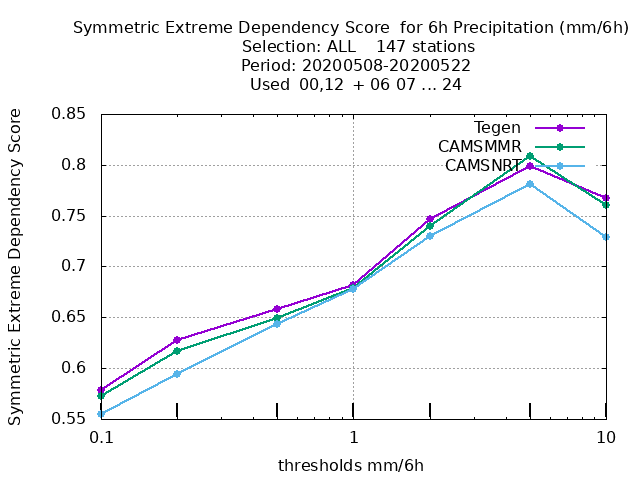 Symmetric Extreme Dependency Score  for 6h Precipitation (mm/6h)
Selection: ALL    147 stations
Period: 20200508-20200522
Used  00,12  + 06 07 ... 24
Symmetric Extreme Dependency Score
0.85
0.8
0.75
0.7
0.65
0.6
0.55
Tegen
CAMSMMR
CAMSNRT
0.1
1
10
thresholds mm/6h